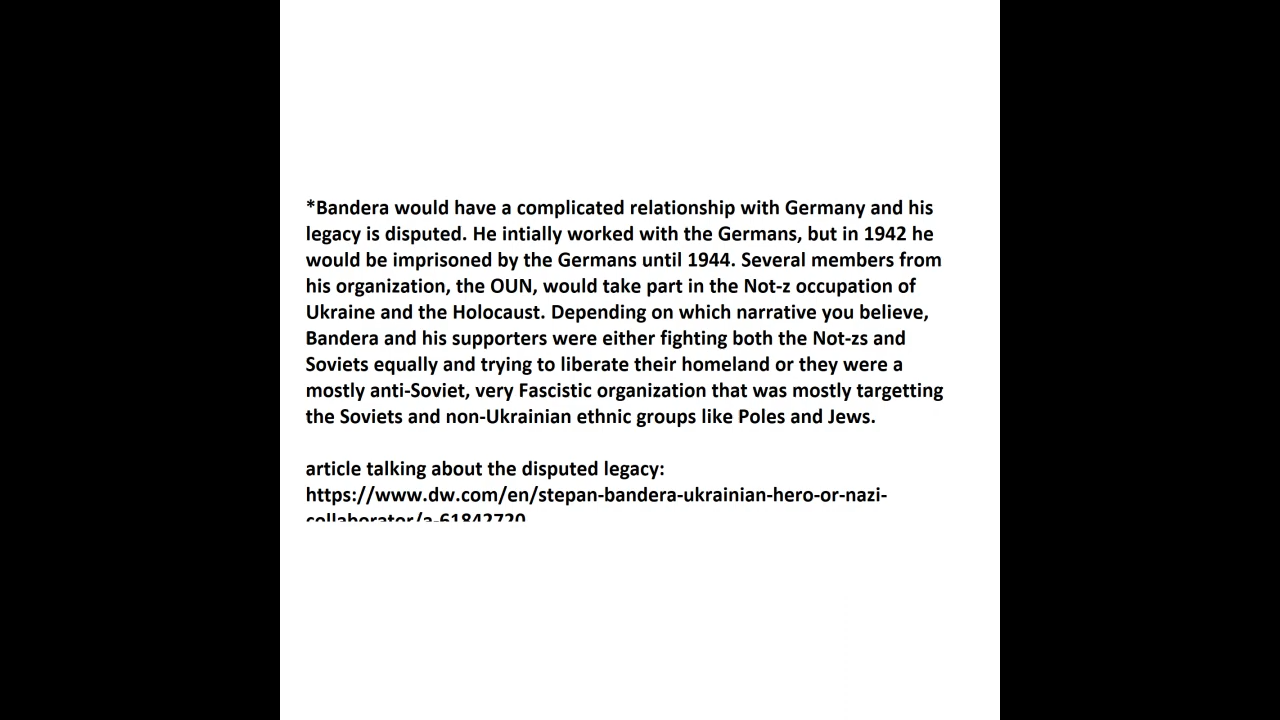 *Bandera would have a complicated relationship with Germany and his
legacy is disputed. He intially worked with the Germans, but in 1942 he
would be imprisoned by the Germans until 1944. Several members from
his organization, the OUN, would take part in the Not-z occupation of
Ukraine and the Holocaust. Depending on which narrative you believe,
Bandera and his supporters were either fighting both the Not-zs and
Soviets equally and trying to liberate their homeland or they were a
mostly anti-Soviet, very Fascistic organization that was mostly targetting
the Soviets and non-Ukrainian ethnic groups like Poles and Jews.
article talking about the disputed legacy:
https://www.dw.com/en/stepan-bandera-ukrainian-hero-or-nazi-
collaborator/a-61842720